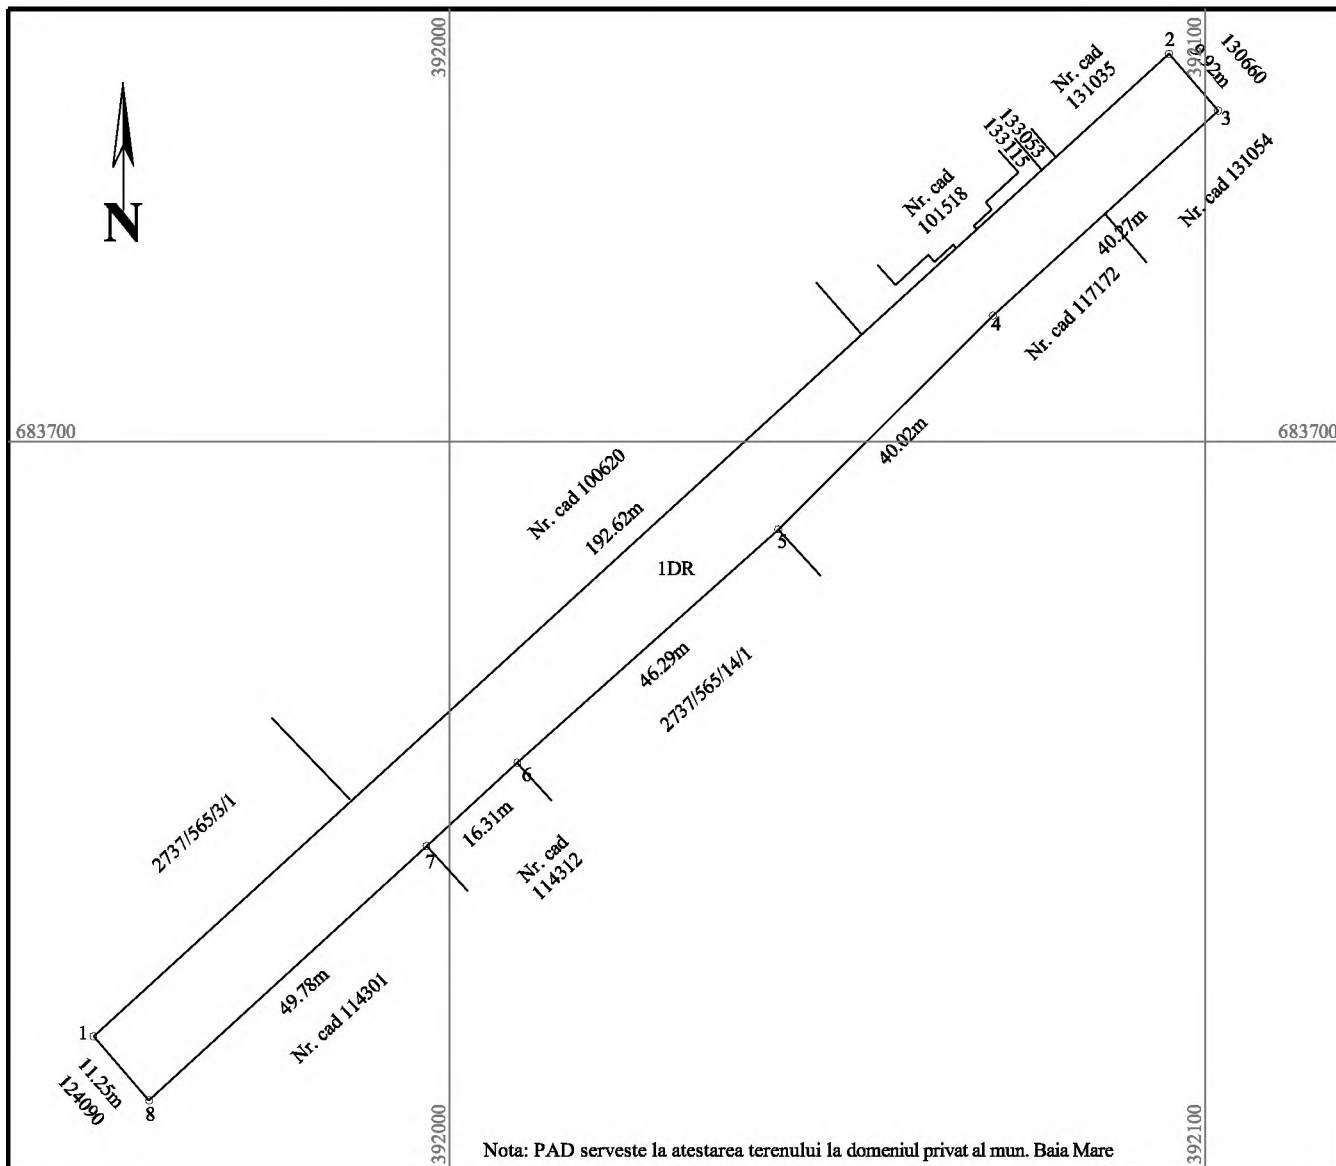 392000
392100
2
9.92m
130660
3
Nr. cad
131035
133053
133115
Nr. cad
101518
Nr. cad 131054
40.27m
N
4
Nr. cad 117172
683700
683700
40.02m
Nr. cad 100620
192.62m
5
1DR
46.29m
2737/565/14/1
6
2737/565/3/1
16.31m
Nr. cad
114312
7
49.78m
Nr. cad 114301
1
11.25m
124090
8
392000
392100
Nota: PAD serveste la atestarea terenului la domeniul privat al mun. Baia Mare